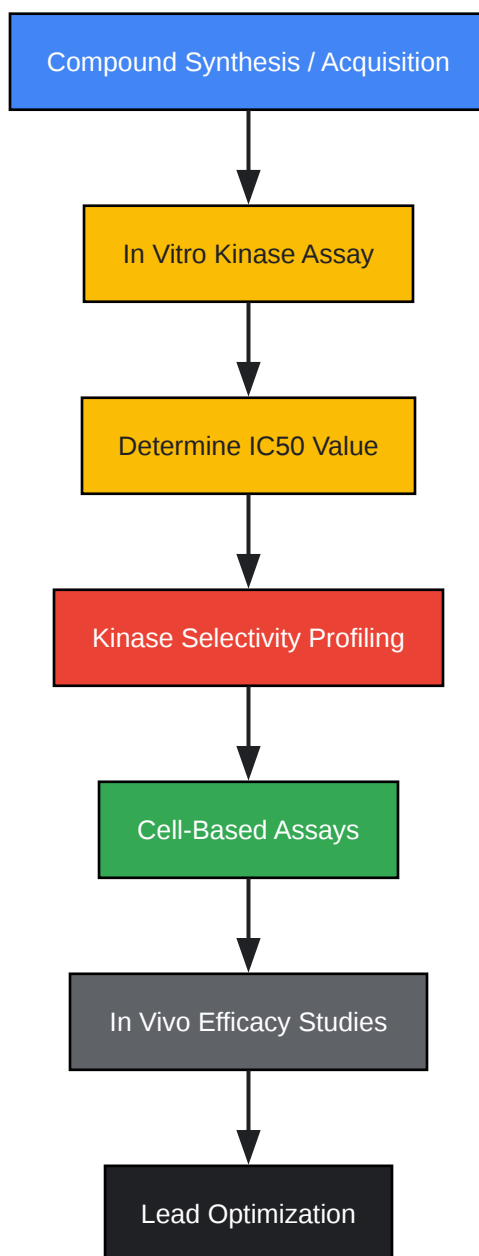 Compound Synthesis / Acquisition
In Vitro Kinase Assay
Determine IC50 Value
Kinase Selectivity Profiling
Cell-Based Assays
In Vivo Efficacy Studies
Lead Optimization